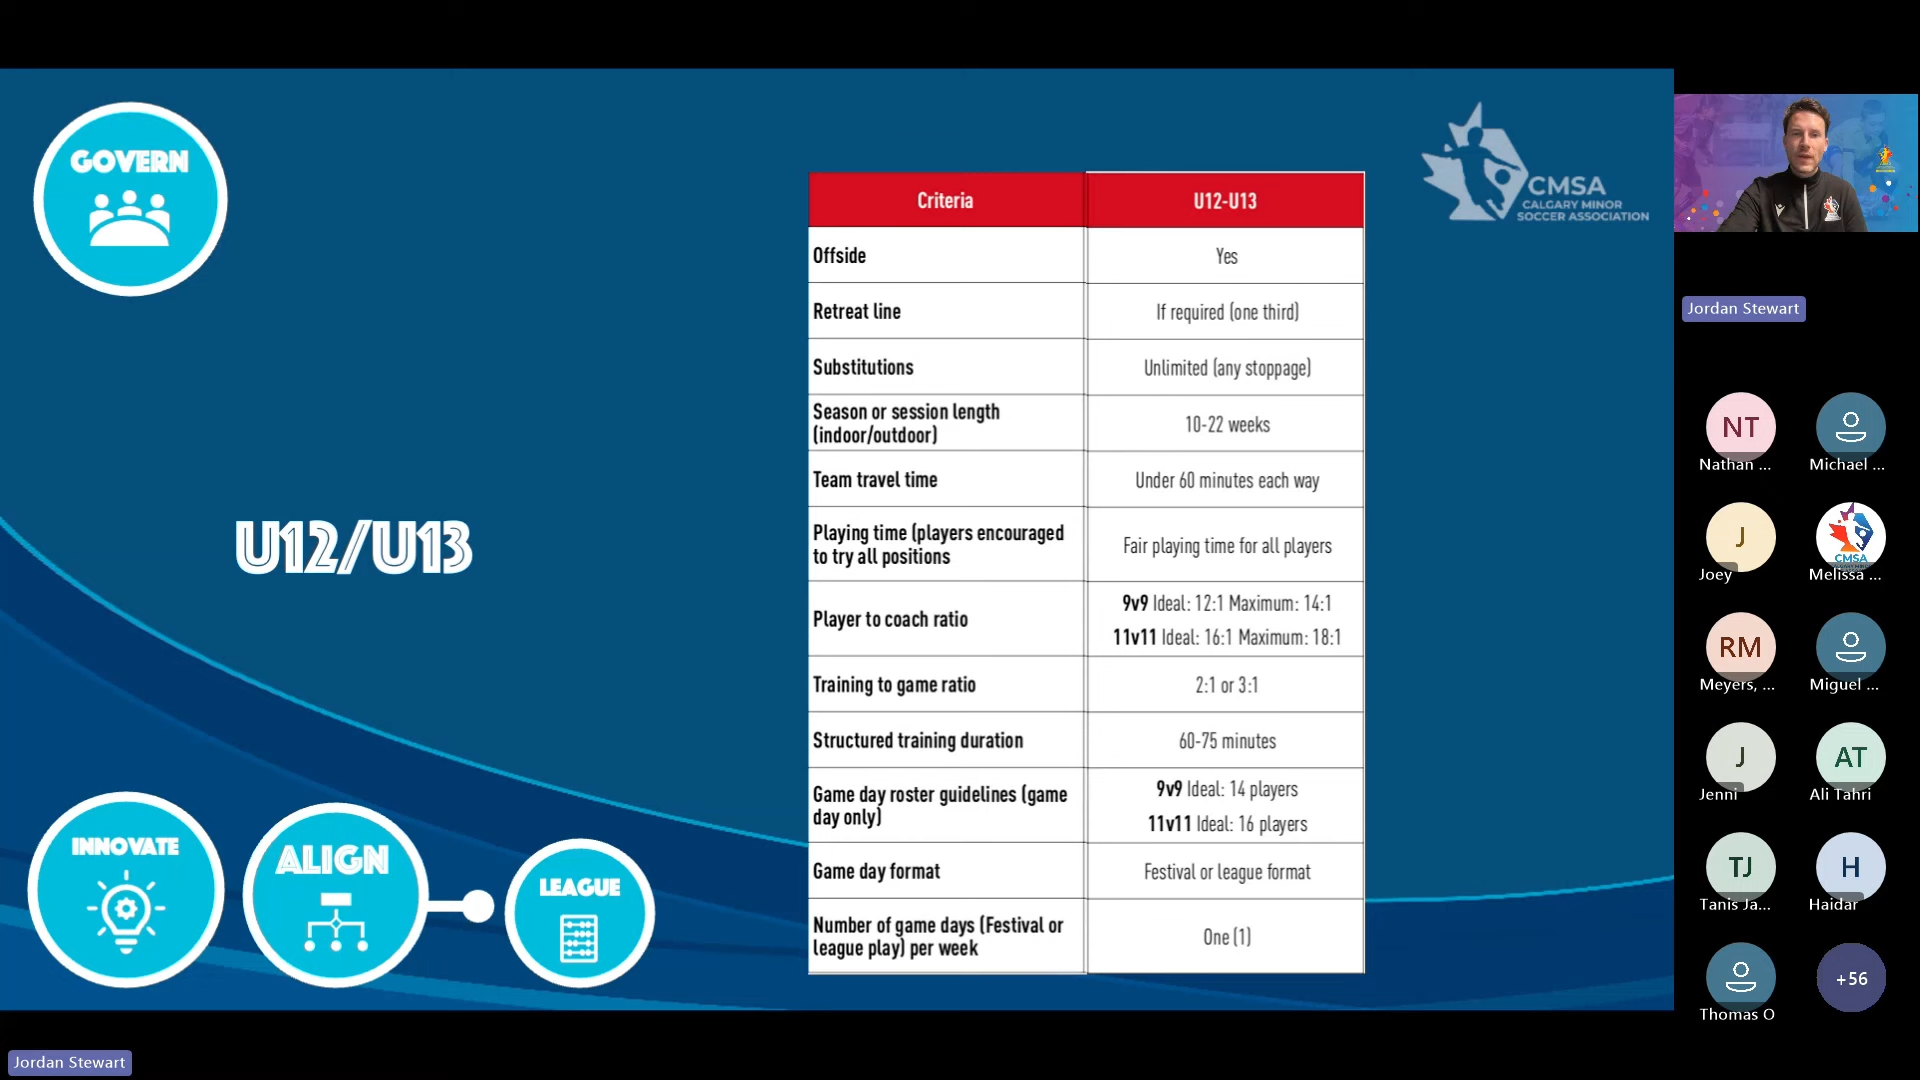 GOVERN
CMSA
CALGARY MINOR
SOCCER ASSOCIATION
U12/U13
INNOVATE
ALIGN
LEAGUE
Criteria U12-U13
Offside Yes
Retreat line If required (one third)
Substitutions Unlimited (any stoppage)
Season or session length
(indoor/outdoor) 10-22 weeks
Team travel time Under 60 minutes each way
Playing time (players encouraged
to try all positions Fair playing time for all players
Player to coach ratio
9v9 Ideal: 12:1 Maximum: 14:1
11v11 Ideal: 16:1 Maximum: 18:1
Training to game ratio 2:1 or 3:1
Structured training duration 60-75 minutes
Game day roster guidelines (game
day only)
9v9 Ideal: 14 players
11v11 Ideal: 16 players
Game day format Festival or league format
Number of game days (Festival or
league play) per week One (1)
Jordan Stewart
NT
Nathan ...
Michael ...
J
Joey
CMSA
Melissa ...
RM
Meyers, ...
Miguel ...
J
Jenni
AT
Ali Tahri
TJ
Tanis Ja...
H
Haidar
Thomas O
+56
Jordan Stewart